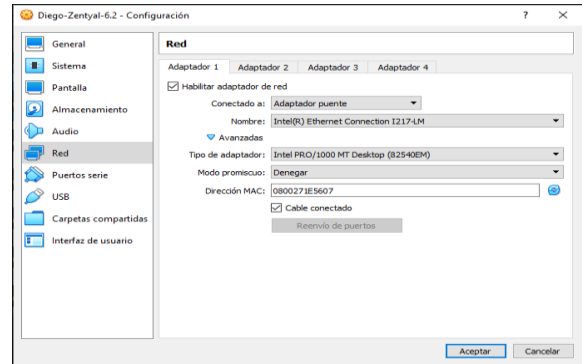 Diego-Zentyal-6.2 - Configuración ? ×
General
Sistema
Pantalla
Almacenamiento
Audio
Red
Puertos serie
USB
Carpetas compartidas
Interfaz de usuario
Red
Adaptador 1 Adaptador 2 Adaptador 3 Adaptador 4
Habilitar adaptador de red
Conectado a: Adaptador puente
Nombre: Intel(R) Ethernet Connection I217-LM
Avanzadas
Tipo de adaptador: Intel PRO/1000 MT Desktop (82540EM)
Modo promiscuo: Denegar
Dirección MAC: 0800271E5607
Cable conectado
Reenvío de puertos
Aceptar Cancelar